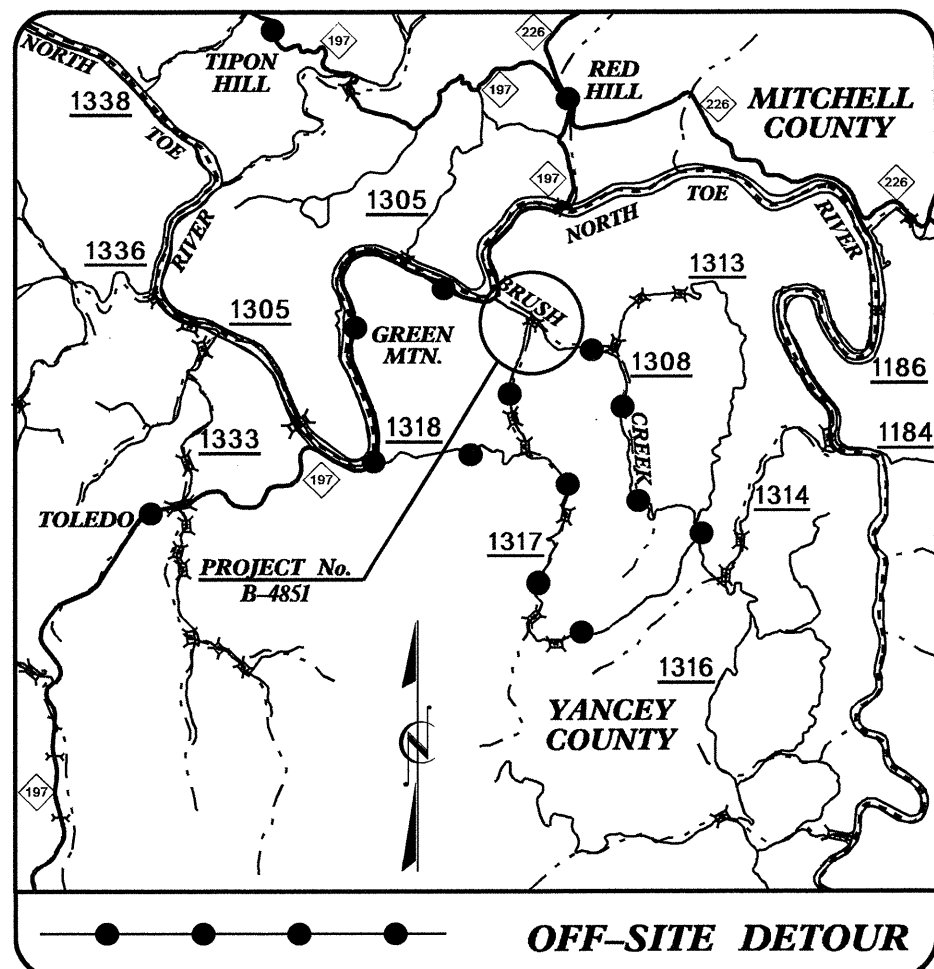 197
226
NORTH
TIPON
HILL
1338
197
RED
HILL
226
MITCHELL
COUNTY
TOE
197
226
1305
TOE
NORTH
RIVER
RIVER
1336
1313
BRUSH
1305
GREEN
MTN.
1308
1186
1318
CREEK
1184
1333
197
1314
TOLEDO
1317
PROJECT No.
B-4851
1316
YANCEY
COUNTY
N
197
OFF-SITE DETOUR